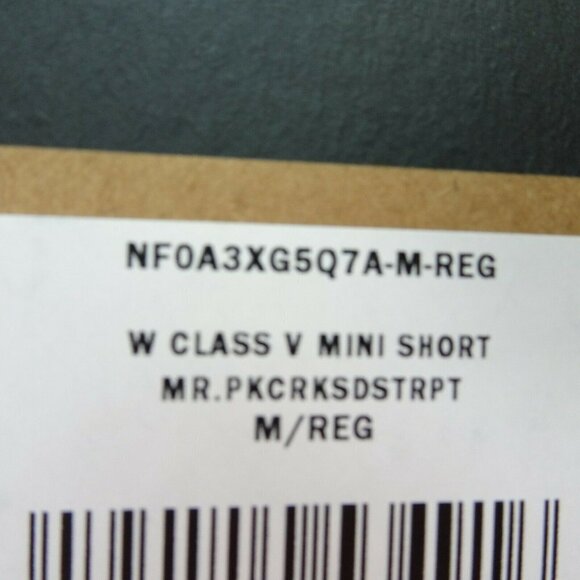 NF0A3XG5Q7A-M-REG
W CLASS V MINI SHORT
MR.PKCRKSDSTRPT
M/REG